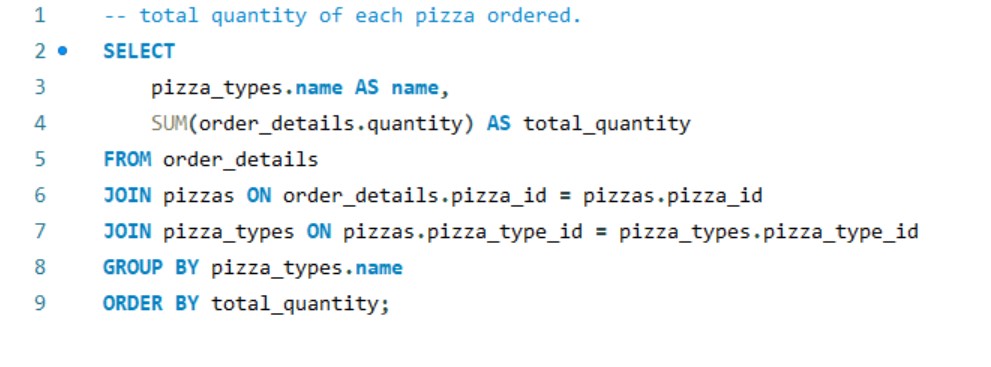 1 -- total quantity of each pizza ordered.
2 SELECT
3 pizza_types.name AS name,
4 SUM(order_details.quantity) AS total_quantity
5 FROM order_details
6 JOIN pizzas ON order_details.pizza_id = pizzas.pizza_id
7 JOIN pizza_types ON pizzas.pizza_type_id = pizza_types.pizza_type_id
8 GROUP BY pizza_types.name
9 ORDER BY total_quantity;